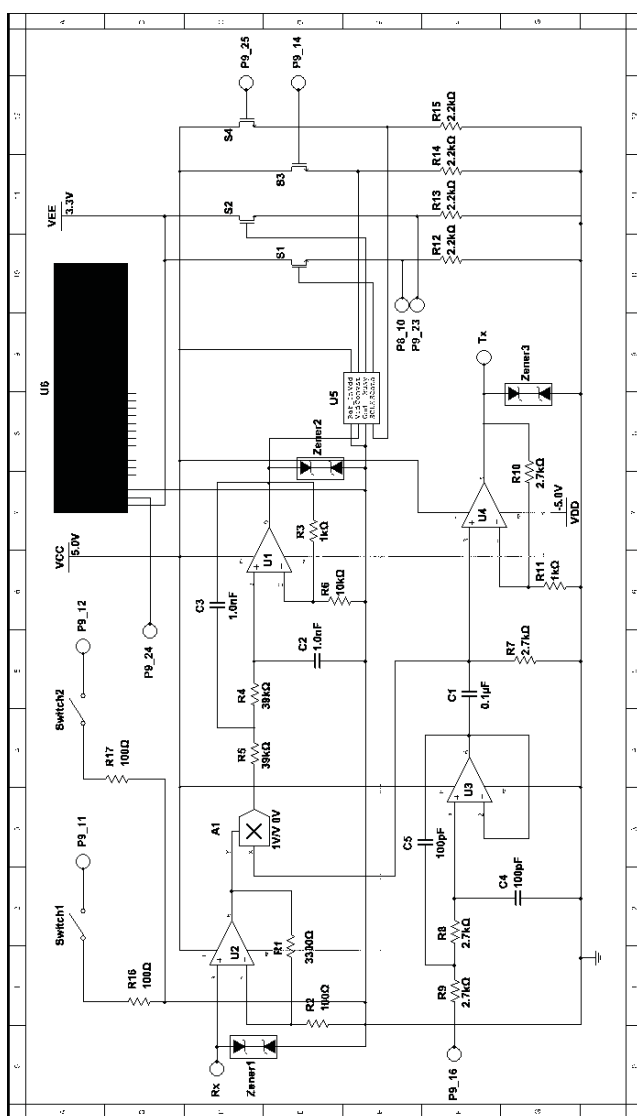 P9_25
P9_14
S4
S3
S2
S1
VEE
3.3V
R15
2.2kΩ
R14
2.2kΩ
R13
2.2kΩ
R12
2.2kΩ
P8_10
P9_23
U6
U5
Tx
Zener3
Zener2
VCC
5.0V
U1
R3
1kΩ
R6
10kΩ
C3
1.0nF
C2
1.0nF
R4
39kΩ
R5
39kΩ
U4
R10
2.7kΩ
-5.0V
VDD
R11
1kΩ
R7
2.7kΩ
C1
0.1µF
P9_12
P9_24
Switch2
R17
100Ω
P9_11
Switch1
R16
100Ω
A1
1V/V 0V
Y
X
U3
C5
100pF
C4
100pF
R8
2.7kΩ
R9
2.7kΩ
P9_16
U2
R1
3300Ω
R2
100Ω
Rx
Zener1